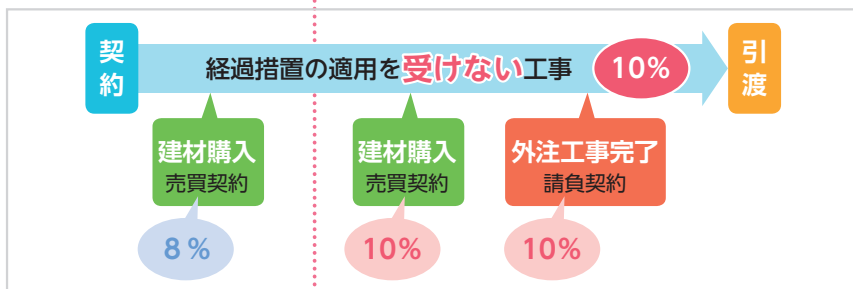 契約
経過措置の適用を受けない工事
10%
引渡
建材購入
売買契約
建材購入
売買契約
外注工事完了
請負契約
8%
10%
10%